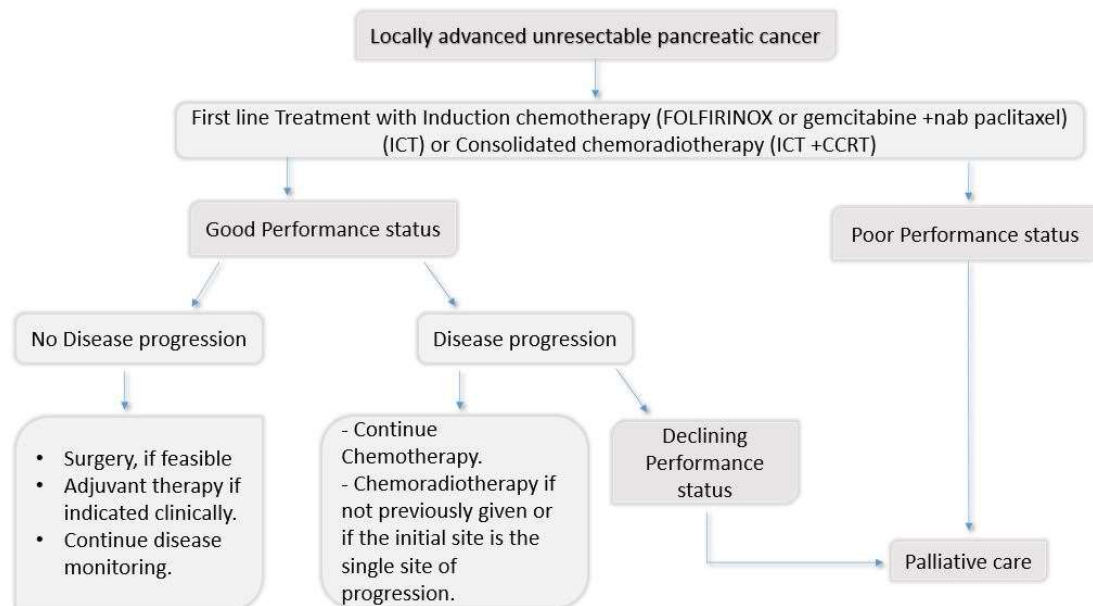 Locally advanced unresectable pancreatic cancer
First line Treatment with Induction chemotherapy (FOLFIRINOX or gemcitabine +nab paclitaxel)
(ICT) or Consolidated chemoradiotherapy (ICT +CCRT)
Good Performance status
Poor Performance status
No Disease progression
Disease progression
• Surgery, if feasible
• Adjuvant therapy if
indicated clinically.
• Continue disease
monitoring.
- Continue
Chemotherapy.
- Chemoradiotherapy if
not previously given or
if the initial site is the
single site of
progression.
Declining
Performance
status
Palliative care